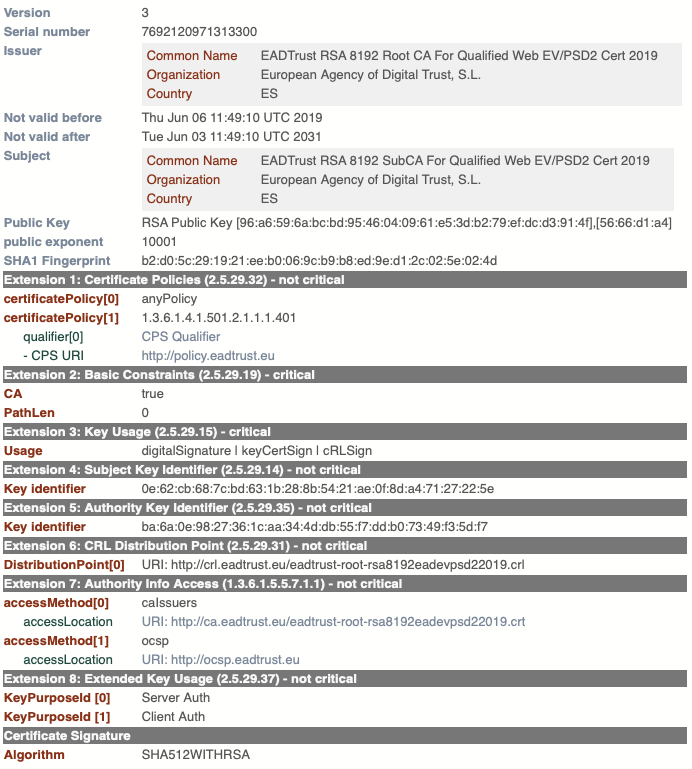 Version 3
Serial number 7692120971313300
Issuer
Common Name EADTrust RSA 8192 Root CA For Qualified Web EV/PSD2 Cert 2019
Organization European Agency of Digital Trust, S.L.
Country ES
Not valid before Thu Jun 06 11:49:10 UTC 2019
Not valid after Tue Jun 03 11:49:10 UTC 2031
Subject
Common Name EADTrust RSA 8192 SubCA For Qualified Web EV/PSD2 Cert 2019
Organization European Agency of Digital Trust, S.L.
Country ES
Public Key RSA Public Key [96:a6:59:6a:bc:bd:95:46:04:09:61:e5:3d:b2:79:ef:dc:d3:91:4f],[56:66:d1:a4]
public exponent 10001
SHA1 Fingerprint b2:d0:5c:29:19:21:ee:b0:06:9c:b9:b8:ed:9e:d1:2c:02:5e:02:4d
Extension 1: Certificate Policies (2.5.29.32) - not critical
certificatePolicy[0] anyPolicy
certificatePolicy[1] 1.3.6.1.4.1.501.2.1.1.1.401
qualifier[0] CPS Qualifier
- CPS URI http://policy.eadtrust.eu
Extension 2: Basic Constraints (2.5.29.19) - critical
CA true
PathLen 0
Extension 3: Key Usage (2.5.29.15) - critical
Usage digitalSignature | keyCertSign | cRLSign
Extension 4: Subject Key Identifier (2.5.29.14) - not critical
Key identifier 0e:62:cb:68:7c:bd:63:1b:28:8b:54:21:ae:0f:8d:a4:71:27:22:5e
Extension 5: Authority Key Identifier (2.5.29.35) - not critical
Key identifier ba:6a:0e:98:27:36:1c:aa:34:4d:db:55:f7:dd:b0:73:49:f3:5d:f7
Extension 6: CRL Distribution Point (2.5.29.31) - not critical
DistributionPoint[0] URI: http://crl.eadtrust.eu/eadtrust-root-rsa8192eadevpsd22019.crl
Extension 7: Authority Info Access (1.3.6.1.5.5.7.1.1) - not critical
accessMethod[0] caIssuers
accessLocation URI: http://ca.eadtrust.eu/eadtrust-root-rsa8192eadevpsd22019.crt
accessMethod[1] ocsp
accessLocation URI: http://ocsp.eadtrust.eu
Extension 8: Extended Key Usage (2.5.29.37) - not critical
KeyPurposeId [0] Server Auth
KeyPurposeId [1] Client Auth
Certificate Signature
Algorithm SHA512WITHRSA